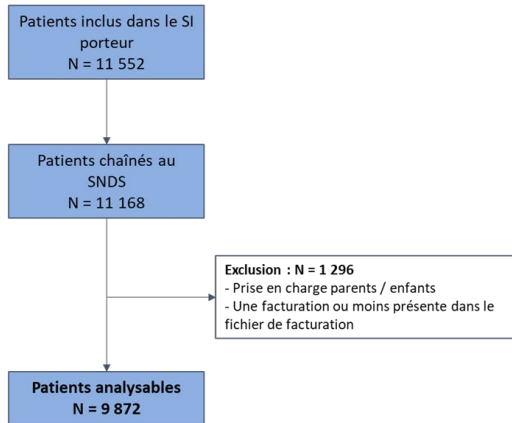 Patients inclus dans le SI
porteur
N = 11 552
Patients chaînés au
SNDS
N = 11 168
Exclusion : N = 1 296
- Prise en charge parents / enfants
- Une facturation ou moins présente dans le
fichier de facturation
Patients analysables
N = 9 872